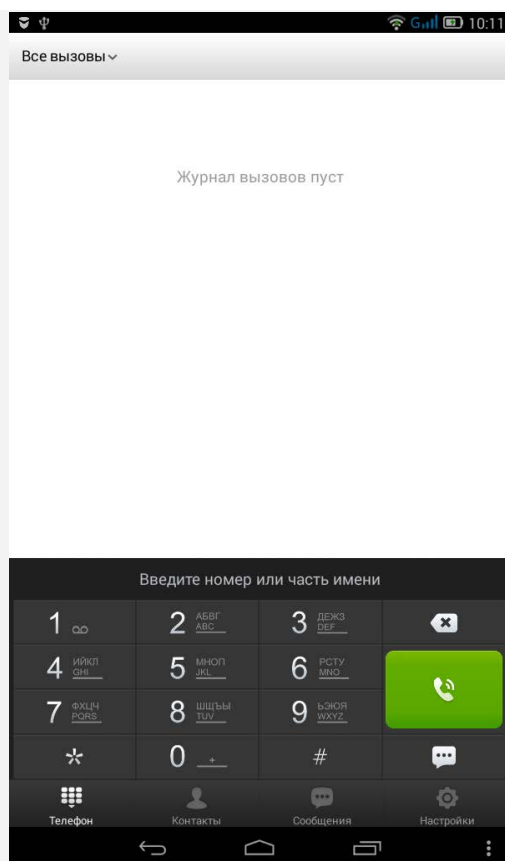 G 10:11
Все вызовы
Журнал вызовов пуст
Введите номер или часть имени
1 2 АБВГ ABC 3 ДЕЖЗ DEF
4 ИЙКЛ GHI 5 МНОП JKL 6 РСТУ MNO
7 ФХЦЧ PQRS 8 ШЩЪЫ TUV 9 ЬЭЮЯ WXYZ
* 0 + #
Телефон Контакты Сообщения Настройки